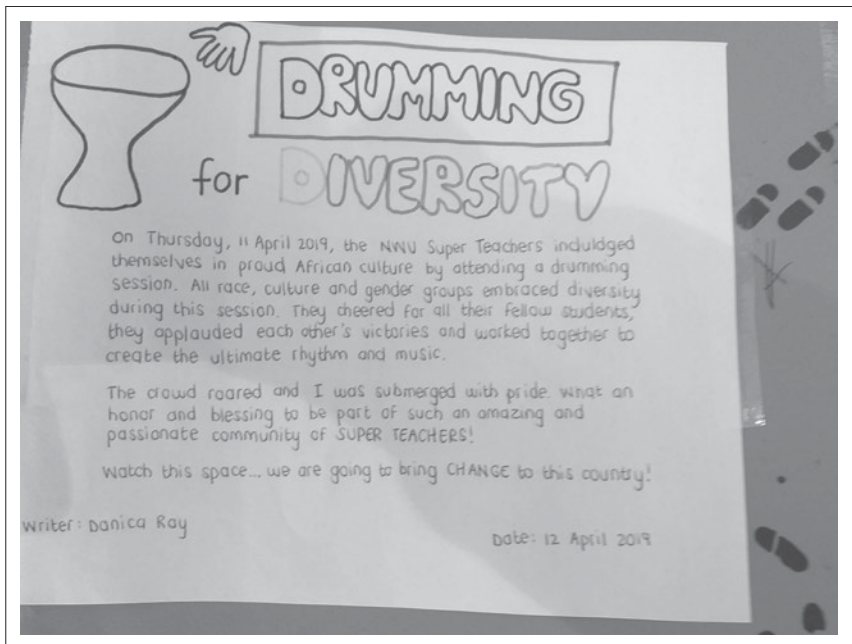 DRUMMING
for DIVERSITY
On Thursday, 11 April 2019, the NWU Super Teachers induldged
themselves in proud African culture by attending a drumming
session. All race, culture and gender groups embraced diversity
during this session. They cheered for all their fellow students,
they applauded each other's victories and worked together to
create the ultimate rhythm and music.
The crowd roared and I was submerged with pride. What an
honor and blessing to be part of such an amazing and
passionate community of SUPER TEACHERS!
Watch this space... we are going to bring CHANGE to this country!
Writer: Danica Ray
Date: 12 April 2019